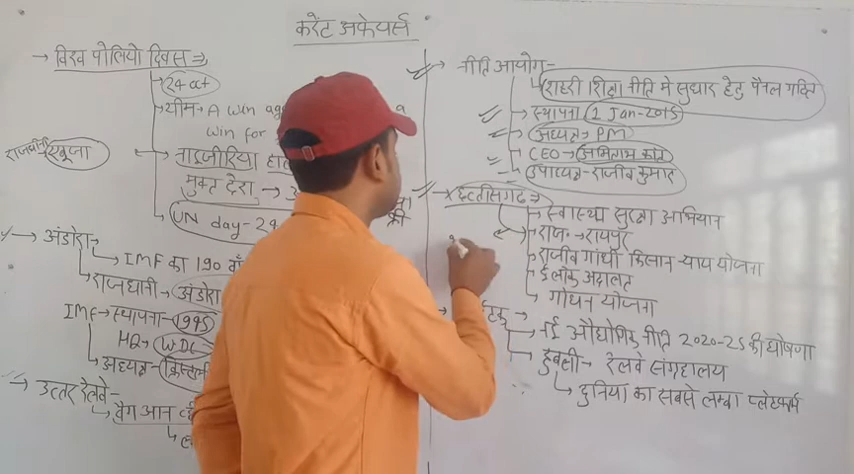 करेंट अफेयर्स
→ विश्व पोलियो दिवस ⇒
24 oct
थीम → A win
win for
राजधानी अबूजा
नाइजीरिया
मुक्त देश →
UN day - 24
→ अंडोरा
IMF का 190 वाँ
राजधानी → अंडोरा
IMF → स्थापना → 1945
HQ → WDC
अध्यक्ष →
→ उत्तर रेलवे -
नीति आयोग -
शहरी शिक्षा नीति मे सुधार हेतु पैनल गठित
स्थापना 1 Jan-2015
अध्यक्ष → PM
CEO → अमिताभ कांत
उपाध्यक्ष - राजीव कुमार
छत्तीसगढ ⇒
स्वास्थ्य सुरक्षा अभियान
राज॰ → रायपुर
राजीव गांधी किसान न्याय योजना
ई लोक अदालत
गोधन योजना
नई औद्योगिक नीति 2020-25 की घोषणा
हुबली → रेलवे संग्रहालय
दुनिया का सबसे लम्बा प्लेटफार्म